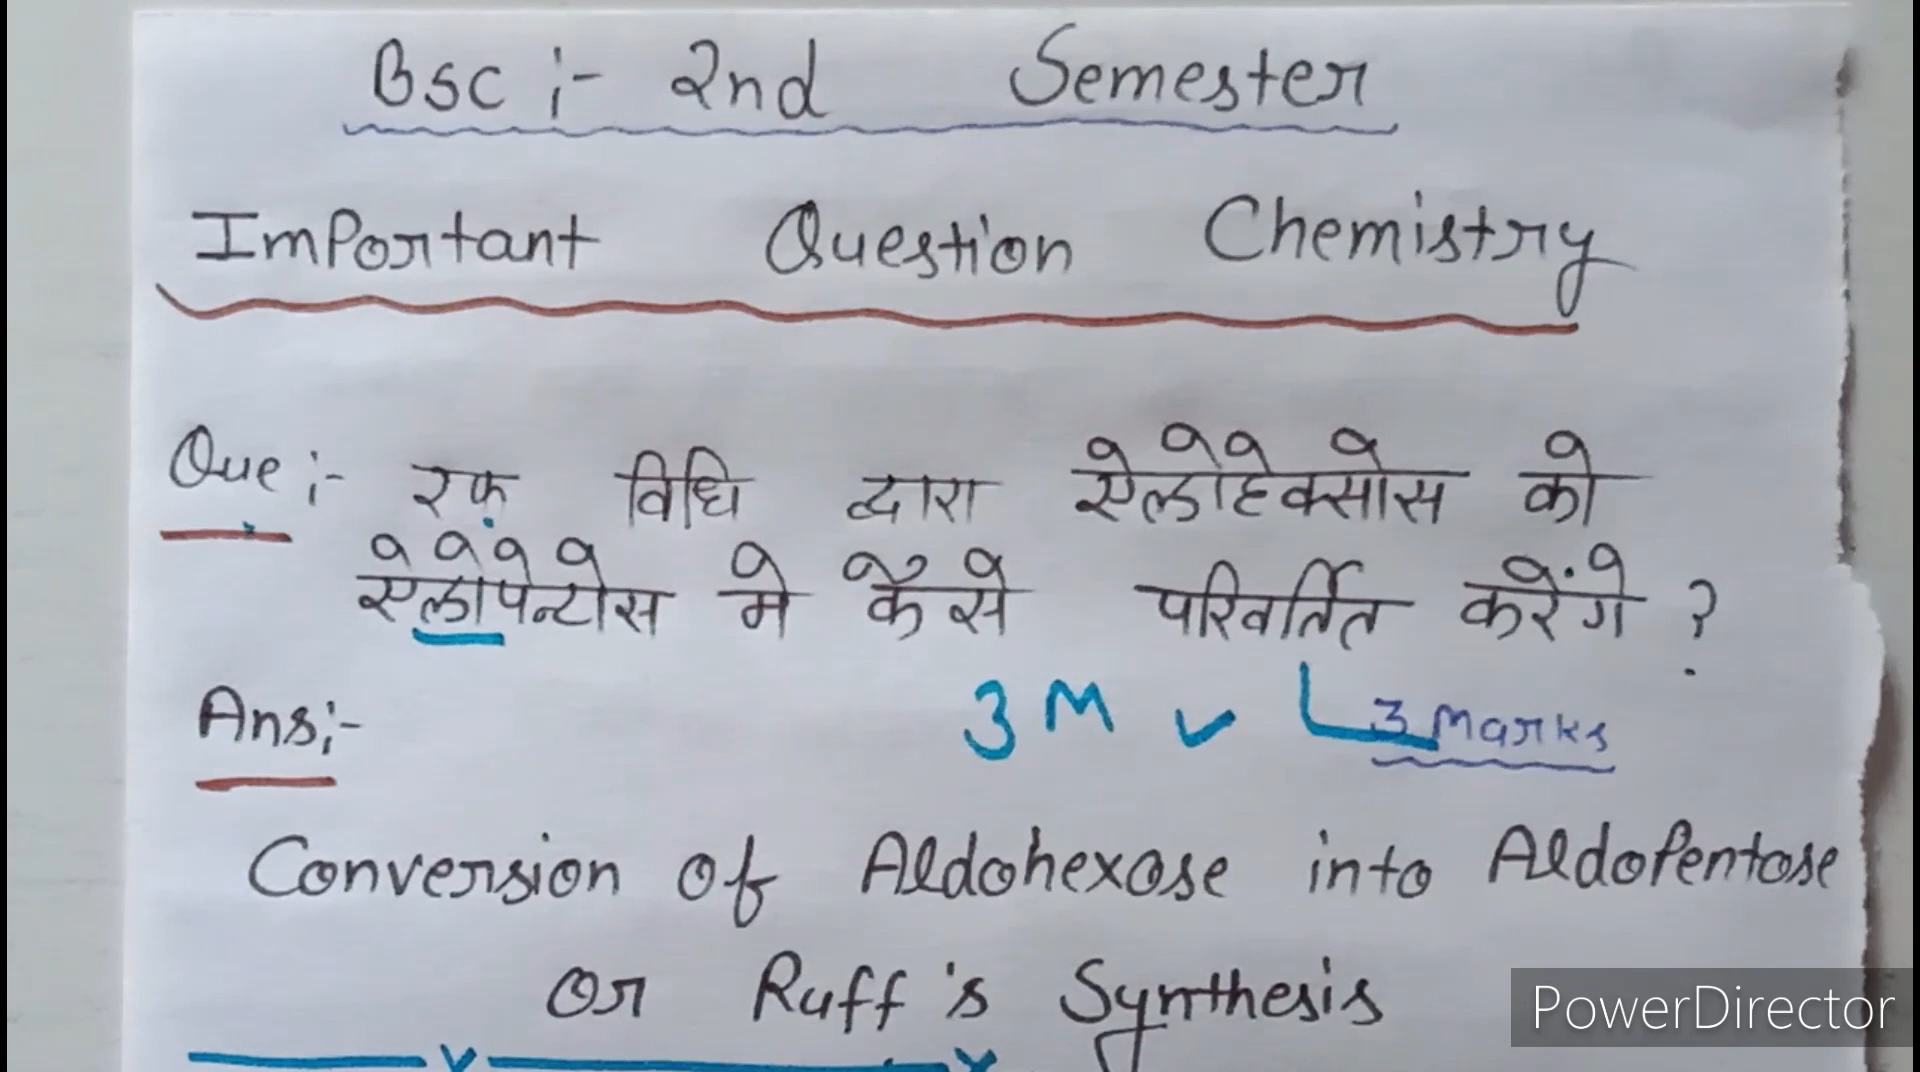 BSC :- 2nd Semester
Important Question Chemistry
Que :- रफ विधि द्वारा ऐल्डोहेक्सोस को
ऐल्डोपेन्टोस मे कैसे परिवर्तित करेंगे ?
3 M 3 Marks
Ans:-
Conversion of Aldohexose into AldoPentose
or Ruff's Synthesis
PowerDirector